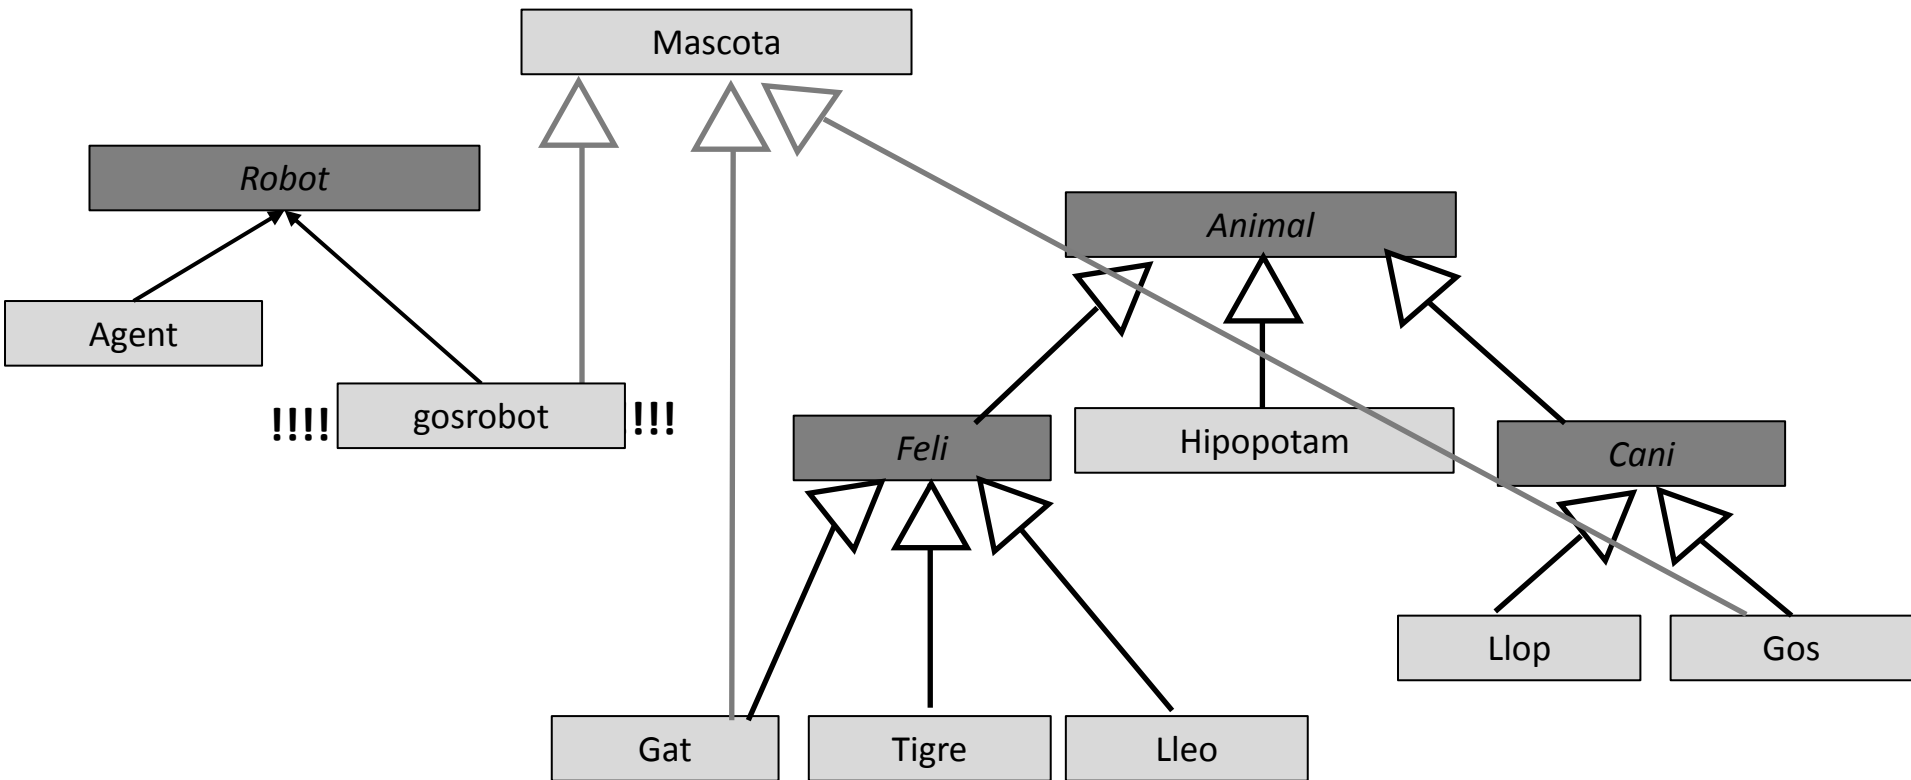 Mascota
Robot
Animal
Agent
!!!! gosrobot !!!
Feli
Hipopotam
Cani
Llop
Gos
Gat
Tigre
Lleo